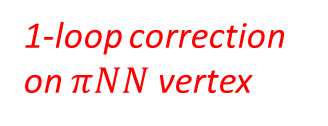 1-loop correction
on πNN vertex